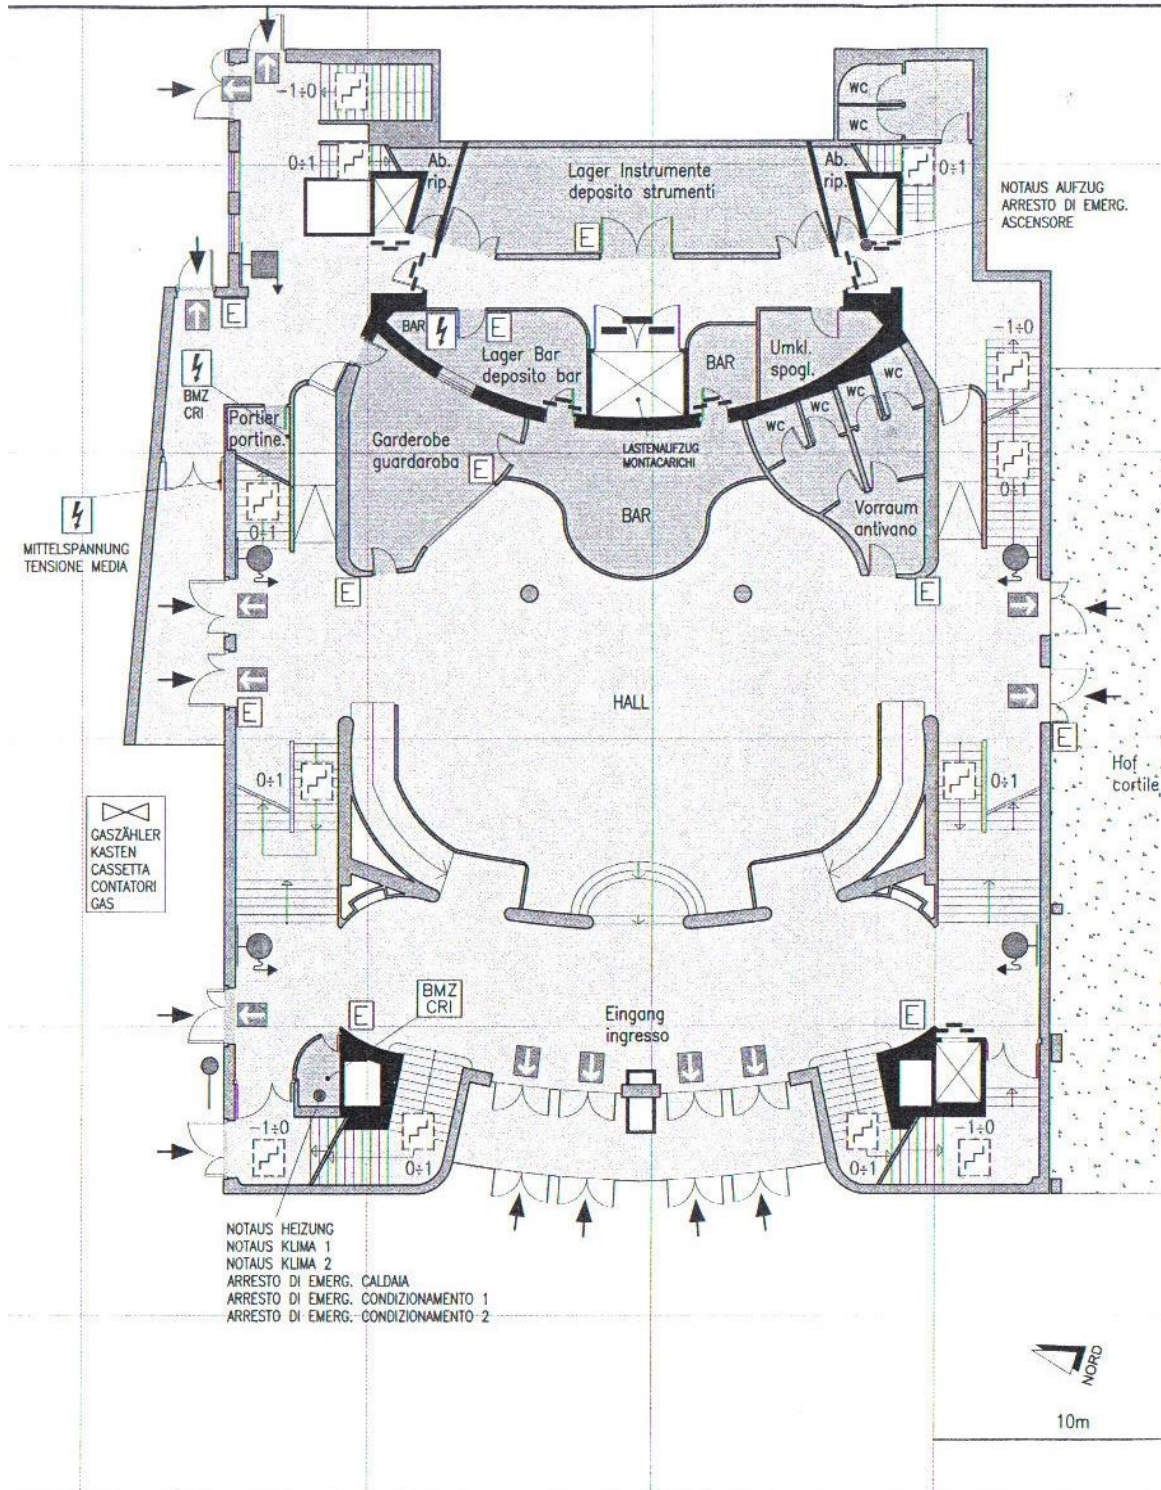 WC
WC
-1÷0
0÷1
Ab.
rip.
Lager Instrumente
deposito strumenti
Ab.
rip.
0÷1
NOTAUS AUFZUG
ARRESTO DI EMERG.
ASCENSORE
E
E
BAR
E
Lager Bar
deposito bar
BAR
Umkl.
spogl.
-1÷0
WC
WC
WC
BMZ
CRI
Portier
portine.
Garderobe
guardaroba
E
LASTENAUFZUG
MONTACARICHI
0÷1
Vorraum
antivano
BAR
0÷1
MITTELSPANNUNG
TENSIONE MEDIA
E
E
HALL
E
E
Hof
cortile
0÷1
0÷1
GASZÄHLER
KASTEN
CASSETTA
CONTATORI
GAS
BMZ
CRI
E
E
Eingang
ingresso
-1÷0
0÷1
-1÷0
0÷1
NOTAUS HEIZUNG
NOTAUS KLIMA 1
NOTAUS KLIMA 2
ARRESTO DI EMERG. CALDAIA
ARRESTO DI EMERG. CONDIZIONAMENTO 1
ARRESTO DI EMERG. CONDIZIONAMENTO 2
NORD
10m